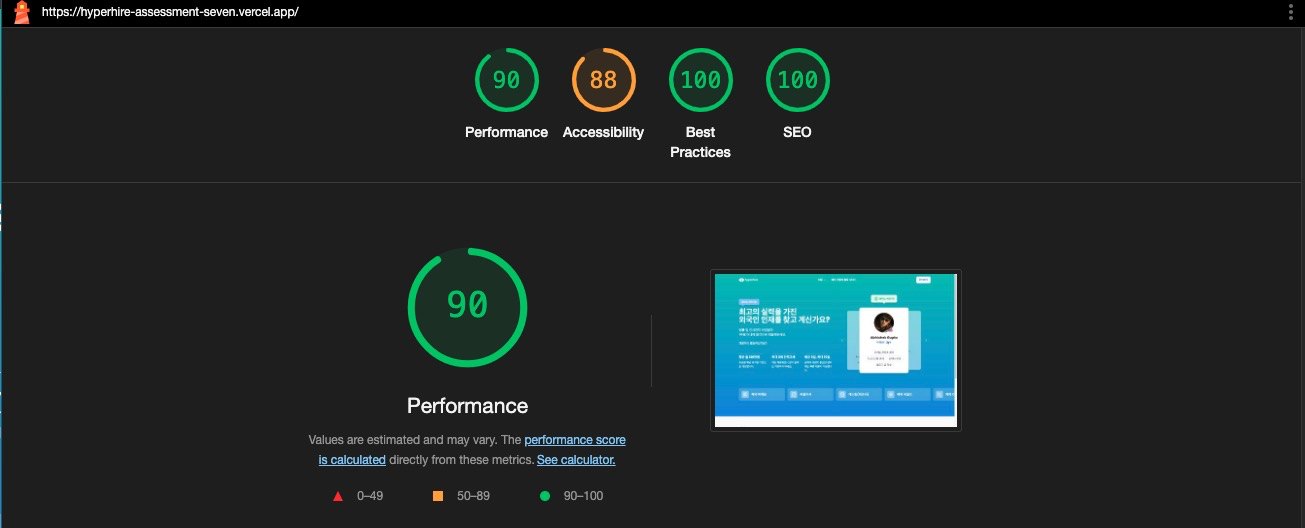 https://hyperhire-assessment-seven.vercel.app/
90
88
100
100
Performance
Accessibility
Best
Practices
SEO
90
Performance
Values are estimated and may vary. The performance score
is calculated directly from these metrics. See calculator.
0–49
50–89
90–100
최고의 실력을 가진
외국인 인재를 찾고 계신가요?
Abhishek Gupta